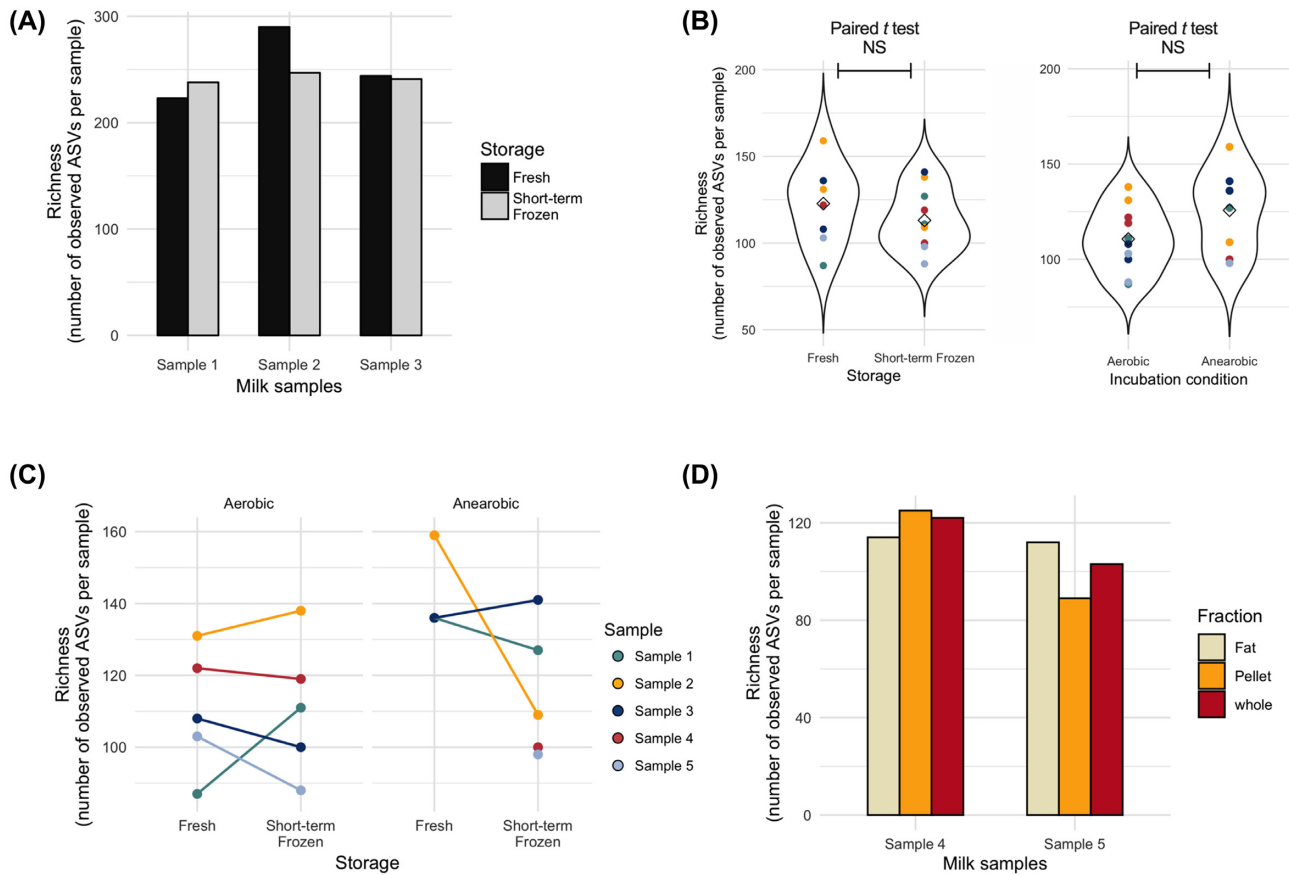 (A)
300
200
100
0
Richness
(number of observed ASVs per sample)
Sample 1
Sample 2
Sample 3
Milk samples
Storage
Fresh
Short-term
Frozen
(B)
Paired t test
NS
200
150
100
50
Richness
(number of observed ASVs per sample)
Fresh
Short-term Frozen
Storage
Paired t test
NS
200
150
100
Aerobic
Anearobic
Incubation condition
(C)
Aerobic
Anearobic
160
140
120
100
Richness
(number of observed ASVs per sample)
Fresh
Short-term
Frozen
Fresh
Short-term
Frozen
Storage
Sample
Sample 1
Sample 2
Sample 3
Sample 4
Sample 5
(D)
120
80
40
0
Richness
(number of observed ASVs per sample)
Sample 4
Sample 5
Milk samples
Fraction
Fat
Pellet
whole